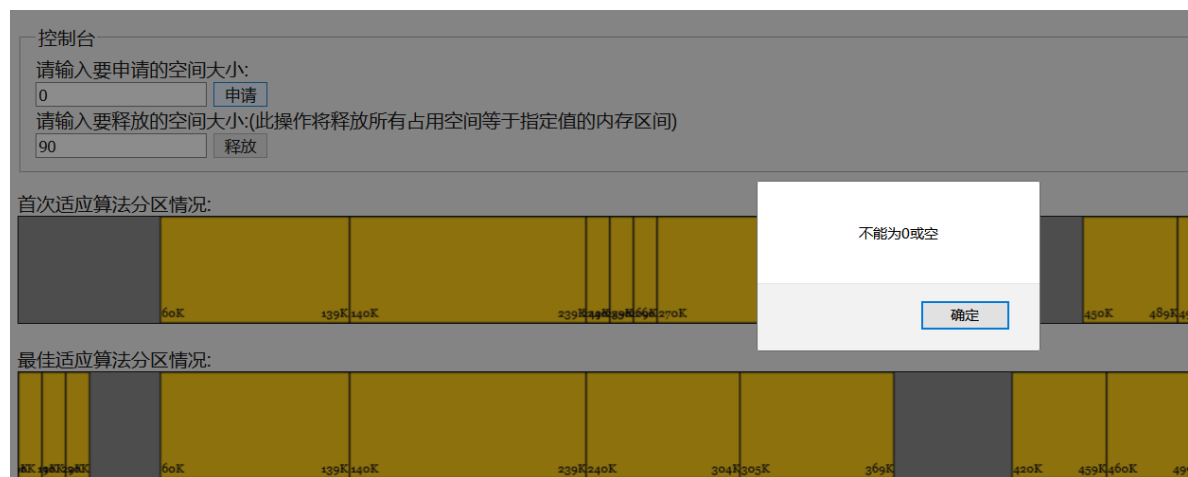 控制台
请输入要申请的空间大小:
0 申请
请输入要释放的空间大小:(此操作将释放所有占用空间等于指定值的内存区间)
90 释放
首次适应算法分区情况:
不能为0或空
确定
60K 139K 140K 239K 270K 450K 489K
最佳适应算法分区情况:
60K 139K 140K 239K 240K 304K 305K 369K 420K 459K 460K